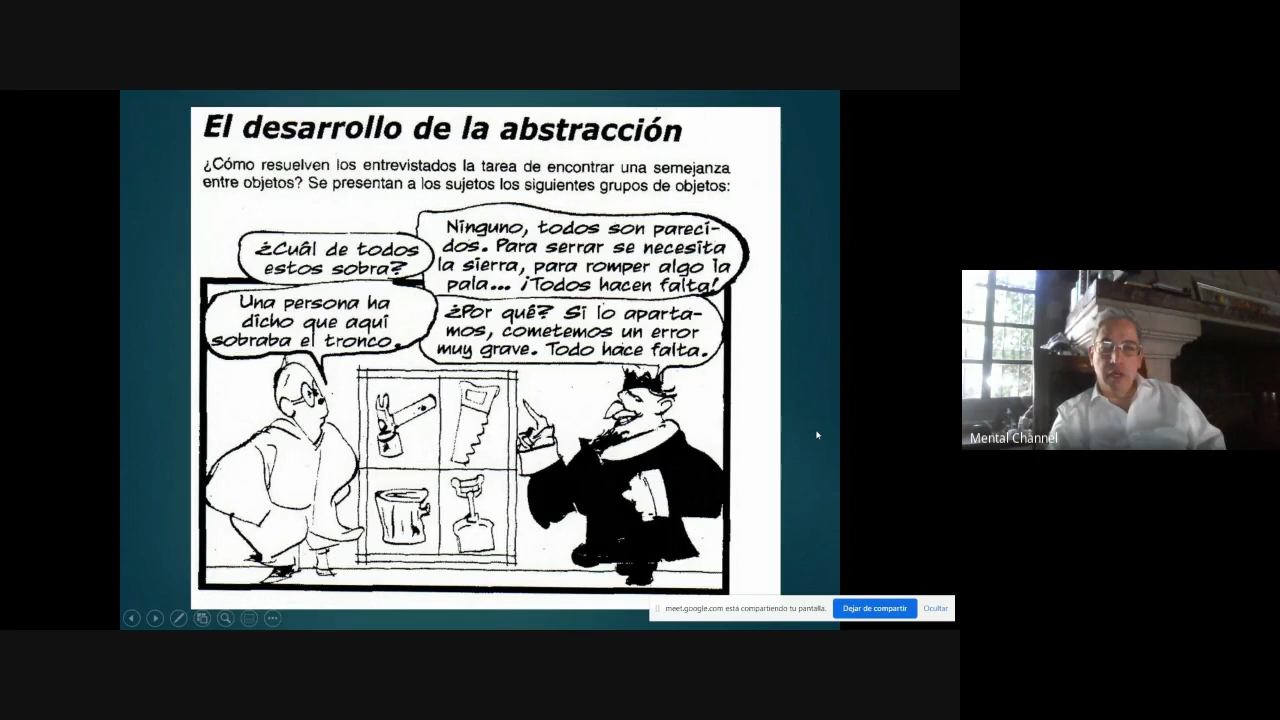 El desarrollo de la abstracción
¿Cómo resuelven los entrevistados la tarea de encontrar una semejanza
entre objetos? Se presentan a los sujetos los siguientes grupos de objetos:
¿Cuál de todos
estos sobra?
Ninguno, todos son pareci-
dos. Para serrar se necesita
la sierra, para romper algo la
pala... ¡Todos hacen falta!
Una persona ha
dicho que aquí
sobraba el tronco.
¿Por qué? Si lo aparta-
mos, cometemos un error
muy grave. Todo hace falta.
meet.google.com está compartiendo tu pantalla.
Dejar de compartir
Ocultar
Mental Channel